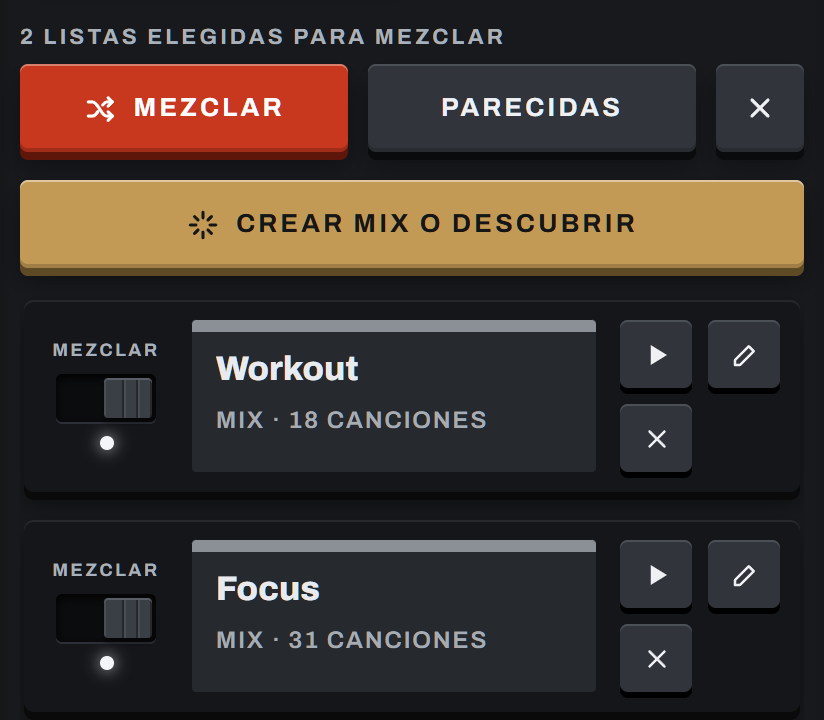 2 LISTAS ELEGIDAS PARA MEZCLAR
MEZCLAR
PARECIDAS
CREAR MIX O DESCUBRIR
MEZCLAR
Workout
MIX · 18 CANCIONES
MEZCLAR
Focus
MIX · 31 CANCIONES